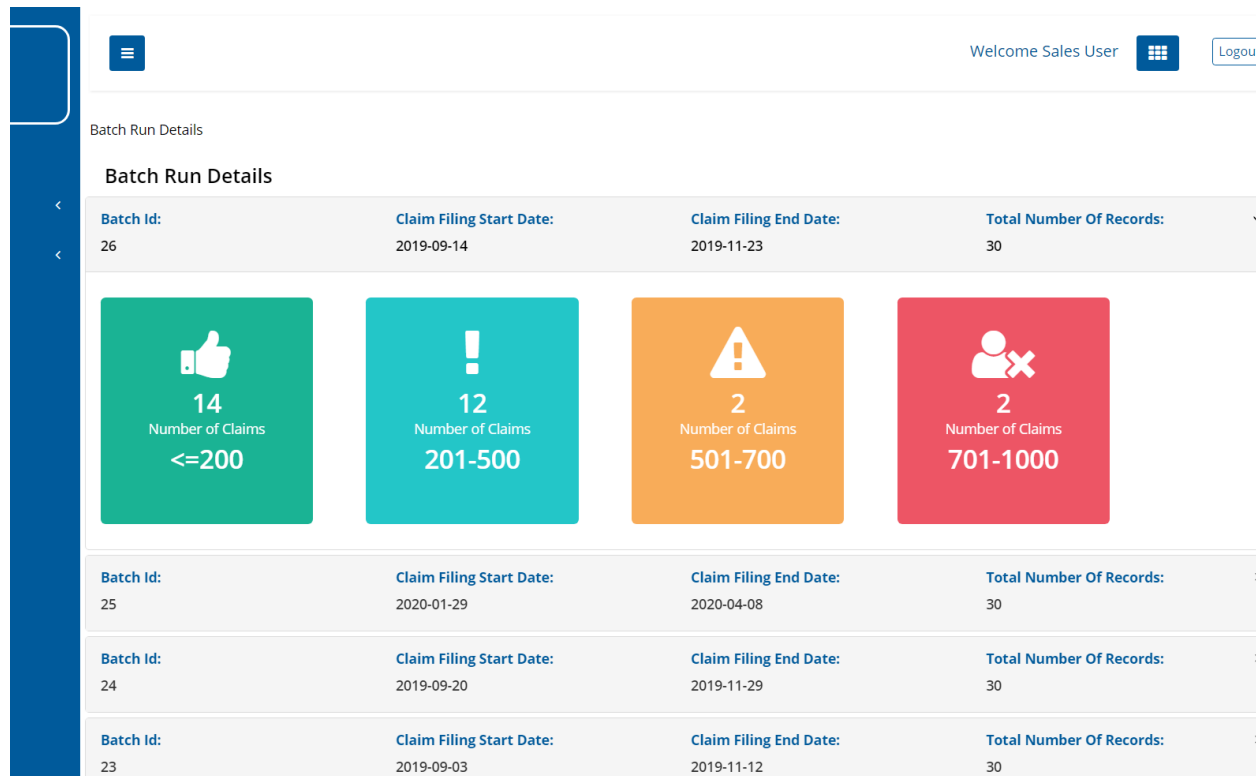 Welcome Sales User
Batch Run Details
Batch Run Details
Batch Id: Claim Filing Start Date: Claim Filing End Date: Total Number Of Records:
26 2019-09-14 2019-11-23 30
14 12 2 2
Number of Claims Number of Claims Number of Claims Number of Claims
<=200 201-500 501-700 701-1000
Batch Id: Claim Filing Start Date: Claim Filing End Date: Total Number Of Records:
25 2020-01-29 2020-04-08 30
Batch Id: Claim Filing Start Date: Claim Filing End Date: Total Number Of Records:
24 2019-09-20 2019-11-29 30
Batch Id: Claim Filing Start Date: Claim Filing End Date: Total Number Of Records:
23 2019-09-03 2019-11-12 30